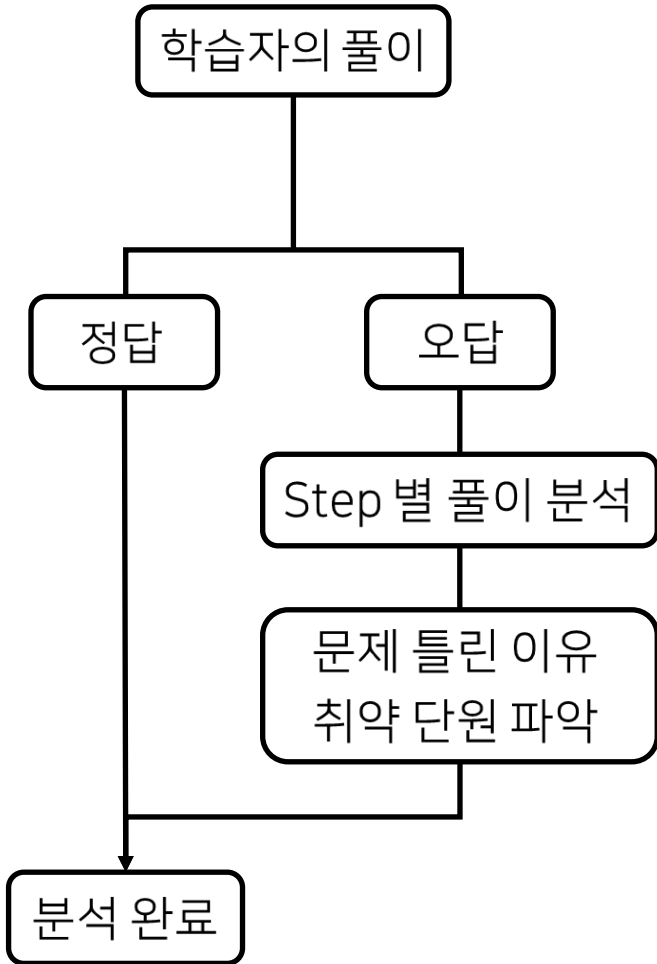 학습자의 풀이
정답
오답
Step 별 풀이 분석
문제 틀린 이유
취약 단원 파악
분석 완료